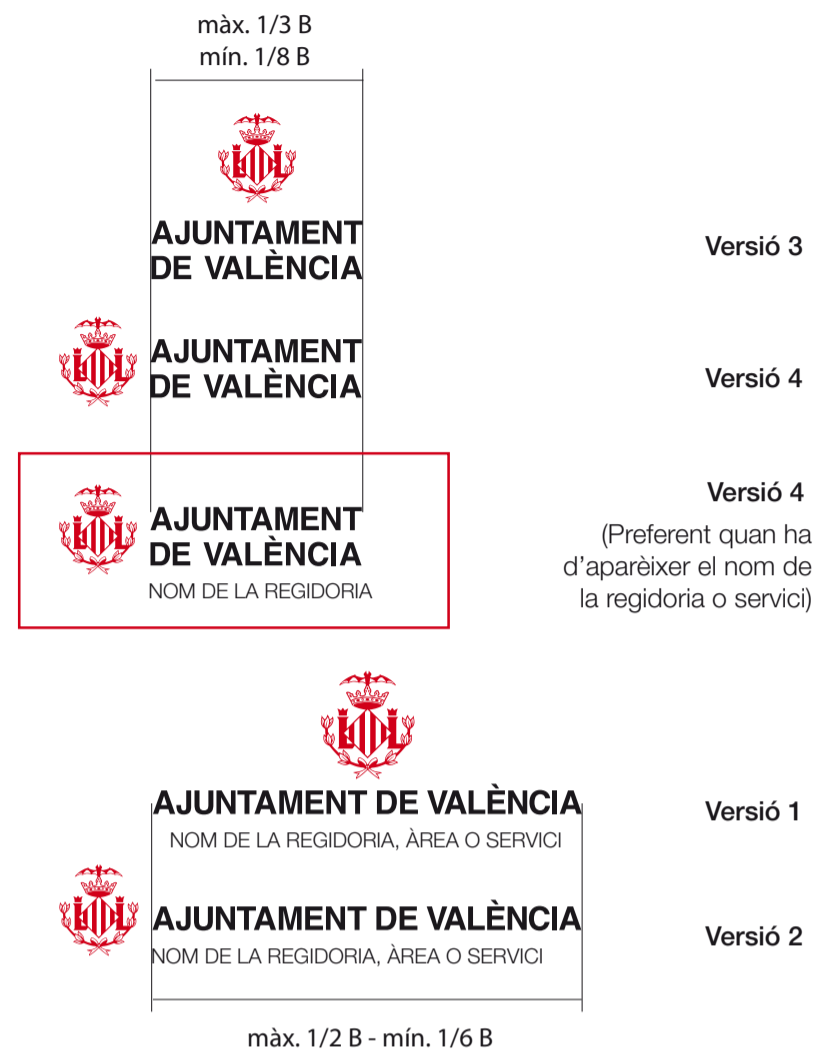 màx. 1/3 B
mín. 1/8 B
AJUNTAMENT
DE VALÈNCIA
Versió 3
AJUNTAMENT
DE VALÈNCIA
Versió 4
AJUNTAMENT
DE VALÈNCIA
NOM DE LA REGIDORIA
Versió 4
(Preferent quan ha
d’aparèixer el nom de
la regidoria o servici)
AJUNTAMENT DE VALÈNCIA
NOM DE LA REGIDORIA, ÀREA O SERVICI
Versió 1
AJUNTAMENT DE VALÈNCIA
NOM DE LA REGIDORIA, ÀREA O SERVICI
Versió 2
màx. 1/2 B - mín. 1/6 B